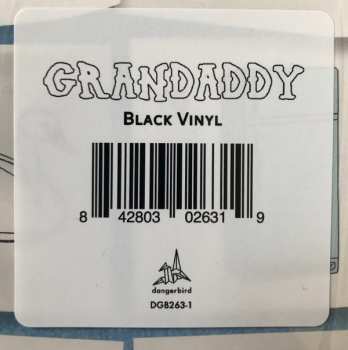 GRANDADDY
BLACK VINYL
8 42803 02631 9
dangerbird
DGB263-1